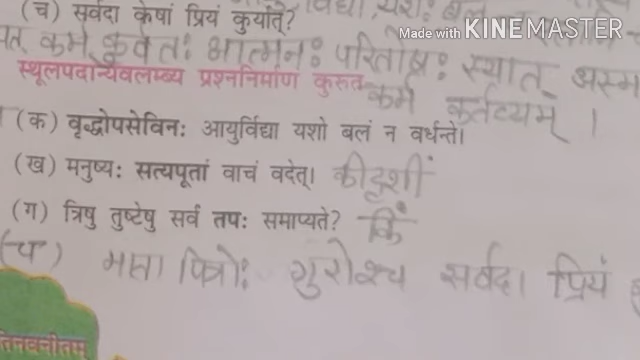 (च) सर्वदा केषां प्रियं कुर्यात्?
Made with KINEMASTER
कर्म कुर्वतः आत्मनः परितोषः स्यात्
स्थूलपदान्यवलम्ब्य प्रश्ननिर्माणं कुरुत
कर्म कर्तव्यम् ।
(क) वृद्धोपसेविनः आयुर्विद्या यशो बलं न वर्धन्ते।
(ख) मनुष्यः सत्यपूतां वाचं वदेत्। कीदृशीं
(ग) त्रिषु तुष्टेषु सर्वं तपः समाप्यते? किं
(च) माता पित्रोः गुरोश्च सर्वदा प्रियं